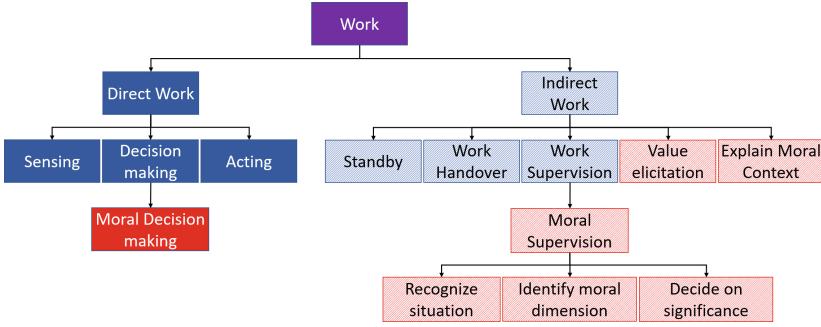 Work
Direct Work
Indirect
Work
Sensing
Decision
making
Acting
Standby
Work
Handover
Work
Supervision
Value
elicitation
Explain Moral
Context
Moral Decision
making
Moral
Supervision
Recognize
situation
Identify moral
dimension
Decide on
significance